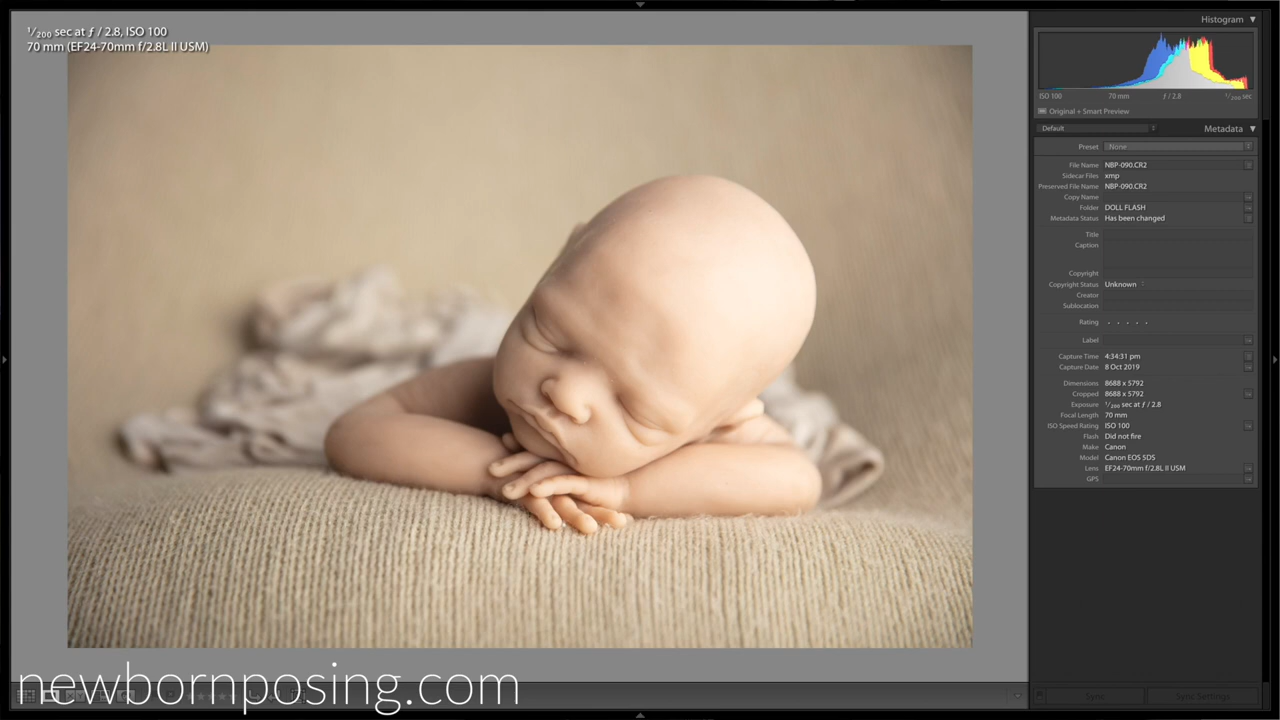 1/200 sec at ƒ / 2.8, ISO 100
70 mm (EF24-70mm f/2.8L II USM)
Histogram
ISO 100 70 mm ƒ / 2.8 1/200 sec
Original + Smart Preview
Default Metadata
Preset None
File Name NBP-090.CR2
Sidecar Files xmp
Preserved File Name NBP-090.CR2
Copy Name
Folder DOLL FLASH
Metadata Status Has been changed
Title
Caption
Copyright
Copyright Status Unknown
Creator
Sublocation
Rating
Label
Capture Time 4:34:31 pm
Capture Date 8 Oct 2019
Dimensions 8688 x 5792
Cropped 8688 x 5792
Exposure 1/200 sec at ƒ / 2.8
Focal Length 70 mm
ISO Speed Rating ISO 100
Flash Did not fire
Make Canon
Model Canon EOS 5DS
Lens EF24-70mm f/2.8L II USM
GPS
newbornposing.com
Sync Sync Settings